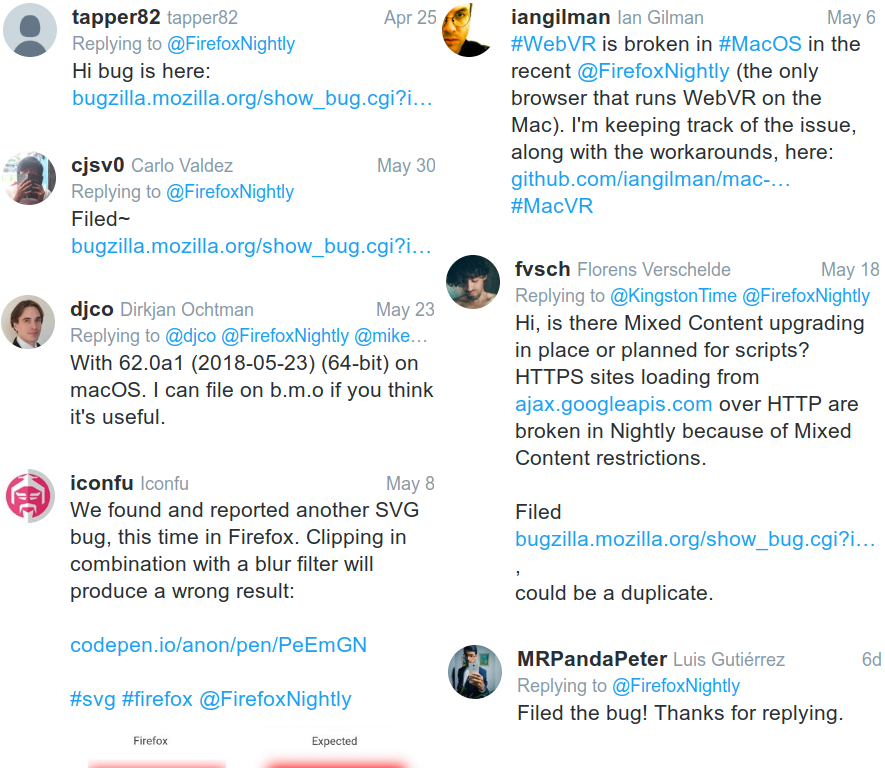 tapper82 tapper82 Apr 25
Replying to @FirefoxNightly
Hi bug is here:
bugzilla.mozilla.org/show_bug.cgi?i…
cjsv0 Carlo Valdez May 30
Replying to @FirefoxNightly
Filed~
bugzilla.mozilla.org/show_bug.cgi?i…
djco Dirkjan Ochtman May 23
Replying to @djco @FirefoxNightly @mike…
With 62.0a1 (2018-05-23) (64-bit) on
macOS. I can file on b.m.o if you think
it's useful.
iconfu Iconfu May 8
We found and reported another SVG
bug, this time in Firefox. Clipping in
combination with a blur filter will
produce a wrong result:
codepen.io/anon/pen/PeEmGN
#svg #firefox @FirefoxNightly
Firefox Expected
iangilman Ian Gilman May 6
#WebVR is broken in #MacOS in the
recent @FirefoxNightly (the only
browser that runs WebVR on the
Mac). I'm keeping track of the issue,
along with the workarounds, here:
github.com/iangilman/mac-…
#MacVR
fvsch Florens Verschelde May 18
Replying to @KingstonTime @FirefoxNightly
Hi, is there Mixed Content upgrading
in place or planned for scripts?
HTTPS sites loading from
ajax.googleapis.com over HTTP are
broken in Nightly because of Mixed
Content restrictions.
Filed
bugzilla.mozilla.org/show_bug.cgi?i…
,
could be a duplicate.
MRPandaPeter Luis Gutiérrez 6d
Replying to @FirefoxNightly
Filed the bug! Thanks for replying.